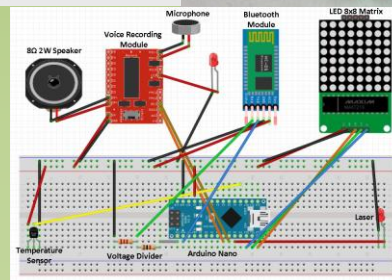 Microphone
Voice Recording
Module
Bluetooth
Module
LED 8x8 Matrix
8Ω 2W Speaker
Laser
Temperature
Sensor
Voltage Divider
Arduino Nano